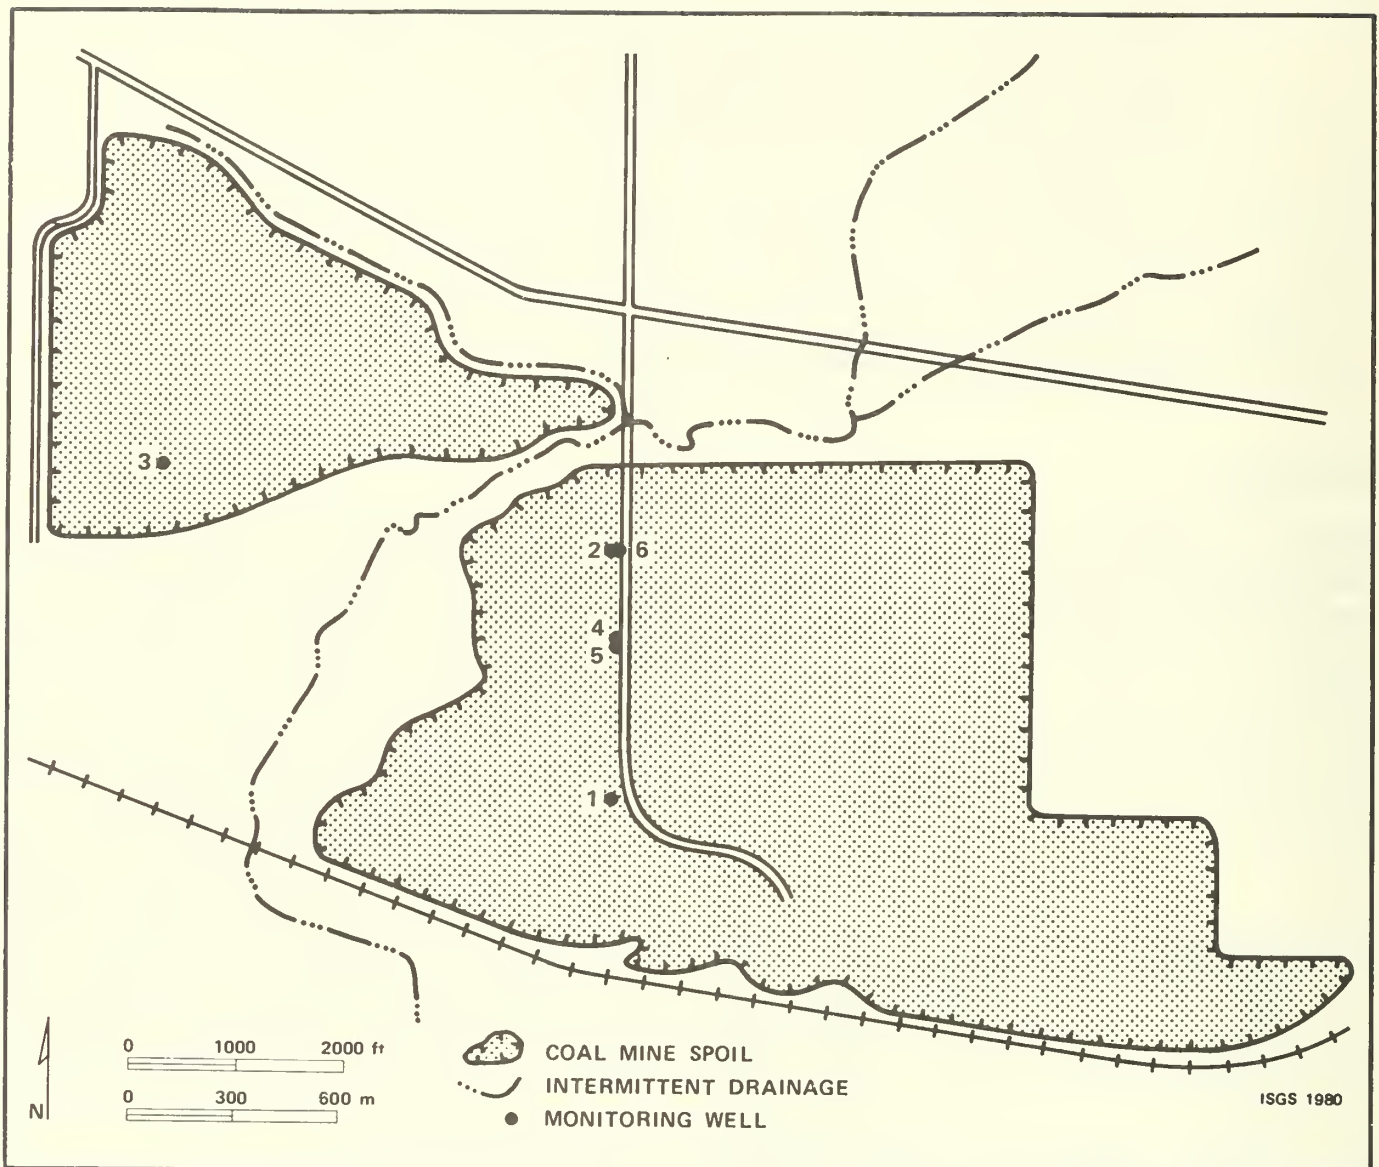 3
2 6
4
5
1
0 1000 2000 ft
0 300 600 m
N
COAL MINE SPOIL
INTERMITTENT DRAINAGE
MONITORING WELL
ISGS 1980